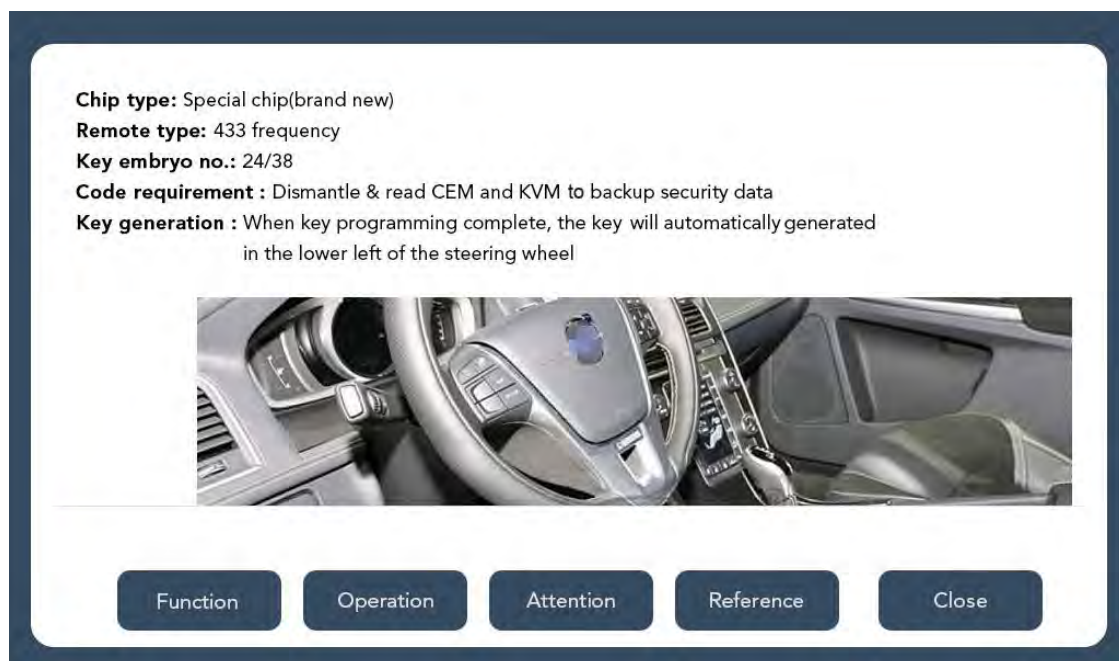 Chip type: Special chip(brand new)
Remote type: 433 frequency
Key embryo no.: 24/38
Code requirement : Dismantle & read CEM and KVM to backup security data
Key generation : When key programming complete, the key will automatically generated
in the lower left of the steering wheel
Function
Operation
Attention
Reference
Close